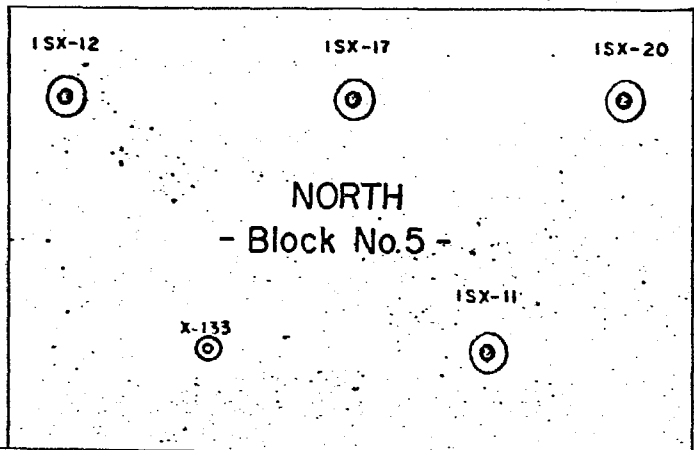 1SX-12
1SX-17
1SX-20
NORTH
- Block No.5 -
1SX-11
X-133